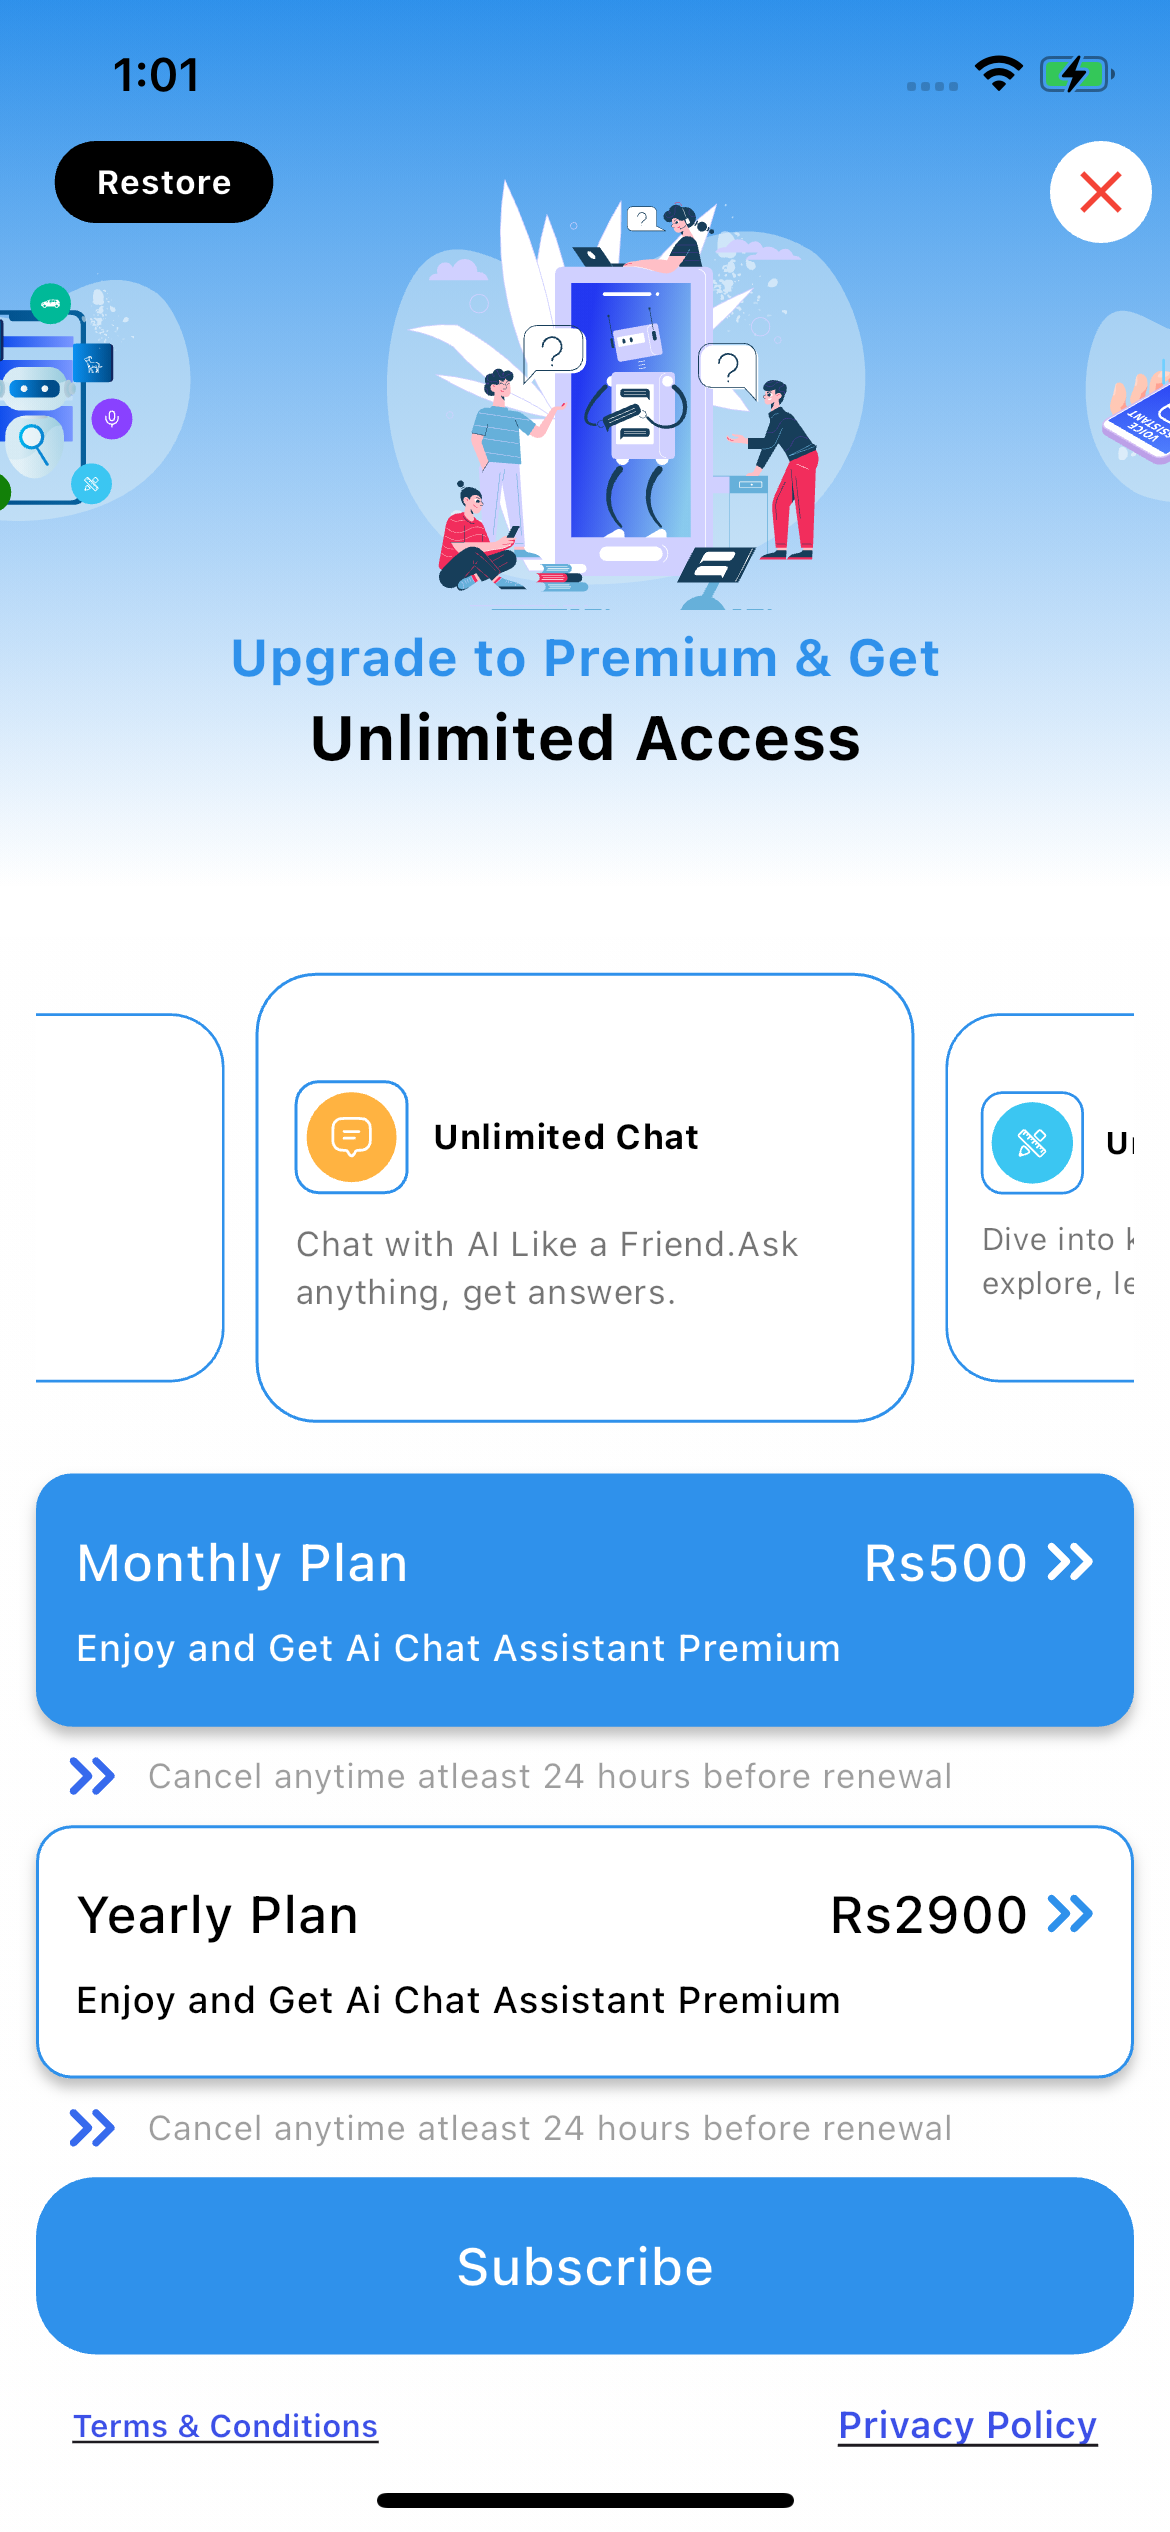 1:01
Restore
?
?
?
VOICE
Upgrade to Premium & Get
Unlimited Access
Unlimited Chat
Chat with AI Like a Friend.Ask
anything, get answers.
Dive into
explore,
Monthly Plan
Rs500
Enjoy and Get Ai Chat Assistant Premium
Cancel anytime atleast 24 hours before renewal
Yearly Plan
Rs2900
Enjoy and Get Ai Chat Assistant Premium
Cancel anytime atleast 24 hours before renewal
Subscribe
Terms & Conditions
Privacy Policy